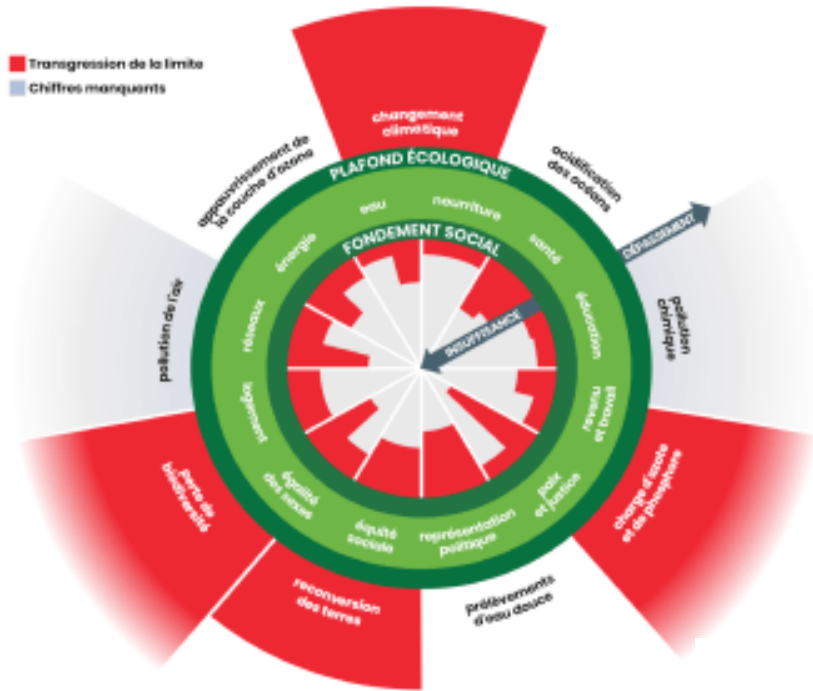 Transgression de la limite
Chiffres manquants
changement
climatique
appauvrissement de
la couche d'ozone
acidification
des océans
PLAFOND ÉCOLOGIQUE
eau
nourriture
énergie
FONDEMENT SOCIAL
santé
DÉPASSEMENT
réseaux
éducation
pollution de l'air
INSUFFISANCE
pollution
chimique
logement
revenu
et travail
perte de
biodiversité
égalité
des sexes
équité
sociale
représentation
politique
paix
et justice
charge d'azote
et de phosphore
reconversion
des terres
prélèvements
d'eau douce